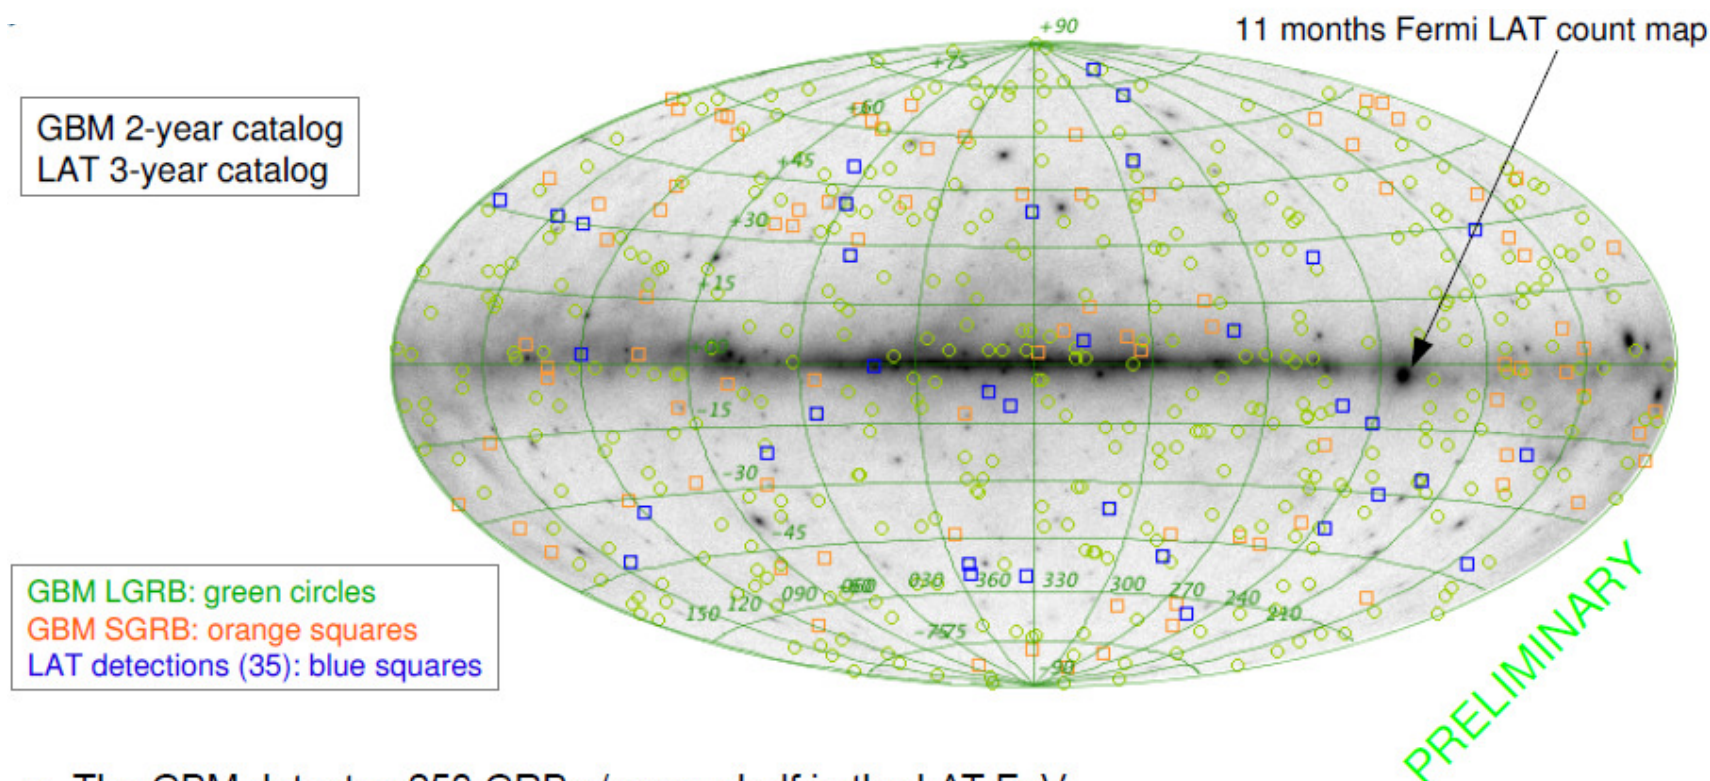 11 months Fermi LAT count map
GBM 2-year catalog
LAT 3-year catalog
+90
+75
+60
+45
+30
+15
-15
-30
-45
150 120 090 030 360 330 300 270 240 210
-90
GBM LGRB: green circles
GBM SGRB: orange squares
LAT detections (35): blue squares
PRELIMINARY